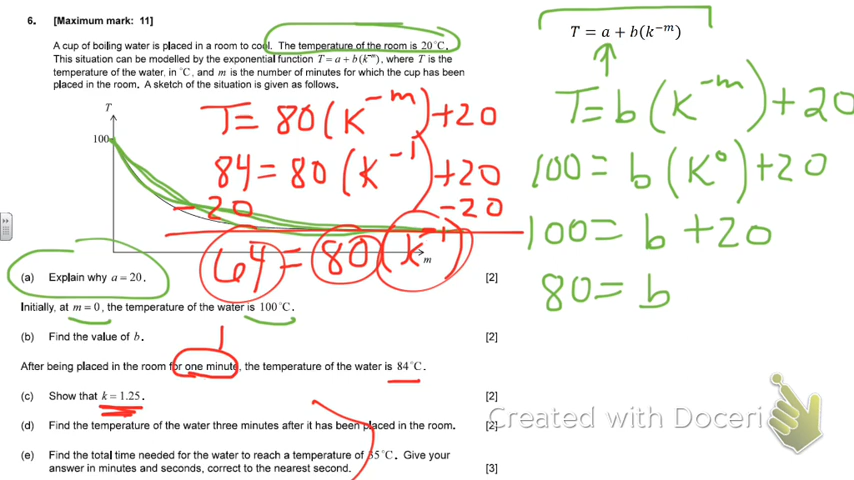 6. [Maximum mark: 11]
A cup of boiling water is placed in a room to cool. The temperature of the room is 20°C.
This situation can be modelled by the exponential function T = a + b(k⁻ᵐ), where T is the
temperature of the water, in °C, and m is the number of minutes for which the cup has been
placed in the room. A sketch of the situation is given as follows.
T
100
m
(a) Explain why a = 20. [2]
Initially, at m = 0, the temperature of the water is 100°C.
(b) Find the value of b. [2]
After being placed in the room for one minute, the temperature of the water is 84°C.
(c) Show that k = 1.25. [2]
(d) Find the temperature of the water three minutes after it has been placed in the room. [2]
(e) Find the total time needed for the water to reach a temperature of 35°C. Give your
answer in minutes and seconds, correct to the nearest second. [3]
T = 80(K⁻ᵐ) + 20
84 = 80(K⁻¹) + 20
-20 -20
64 = 80(K⁻¹)
1
T = a + b(k⁻ᵐ)
T = b(K⁻ᵐ) + 20
100 = b(K⁰) + 20
100 = b + 20
80 = b
Created with Doceri